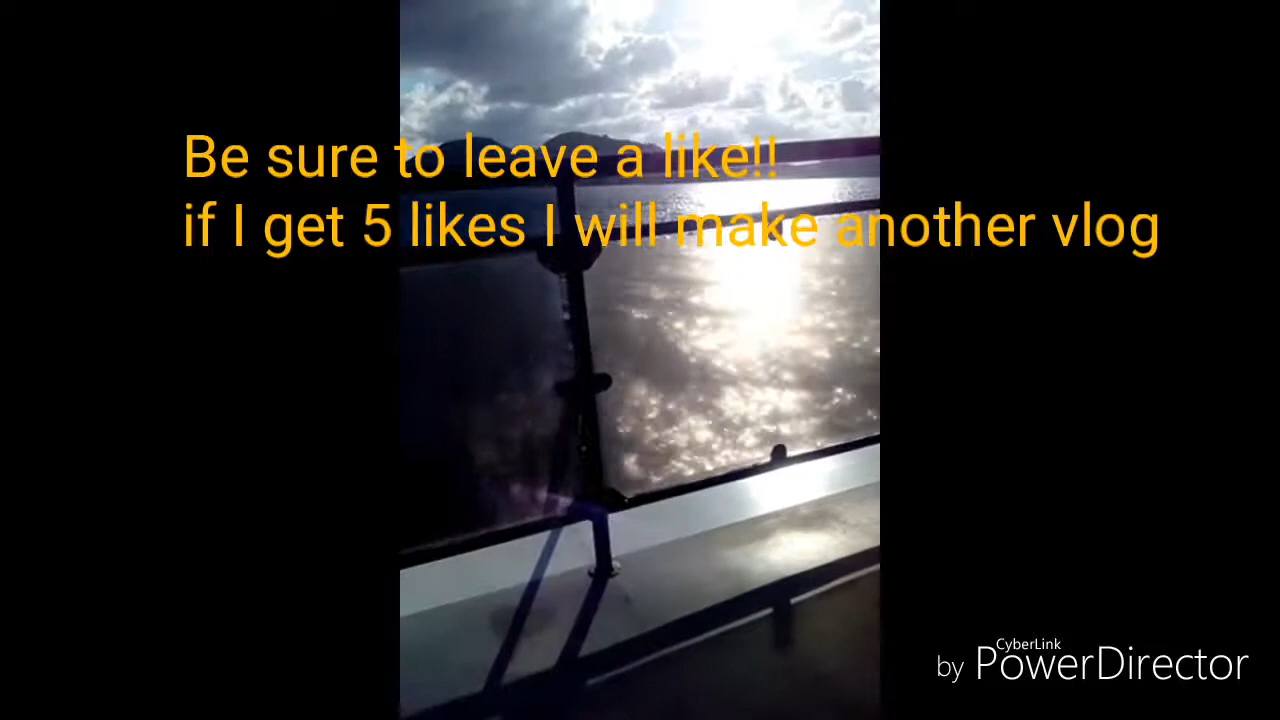 Be sure to leave a like!!
if I get 5 likes I will make another vlog
CyberLink
by PowerDirector